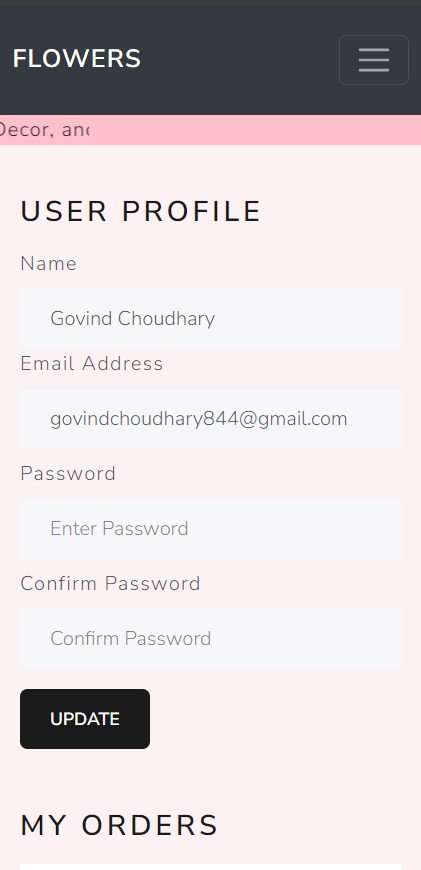 FLOWERS
Decor, and
USER PROFILE
Name
Govind Choudhary
Email Address
govindchoudhary844@gmail.com
Password
Enter Password
Confirm Password
Confirm Password
UPDATE
MY ORDERS